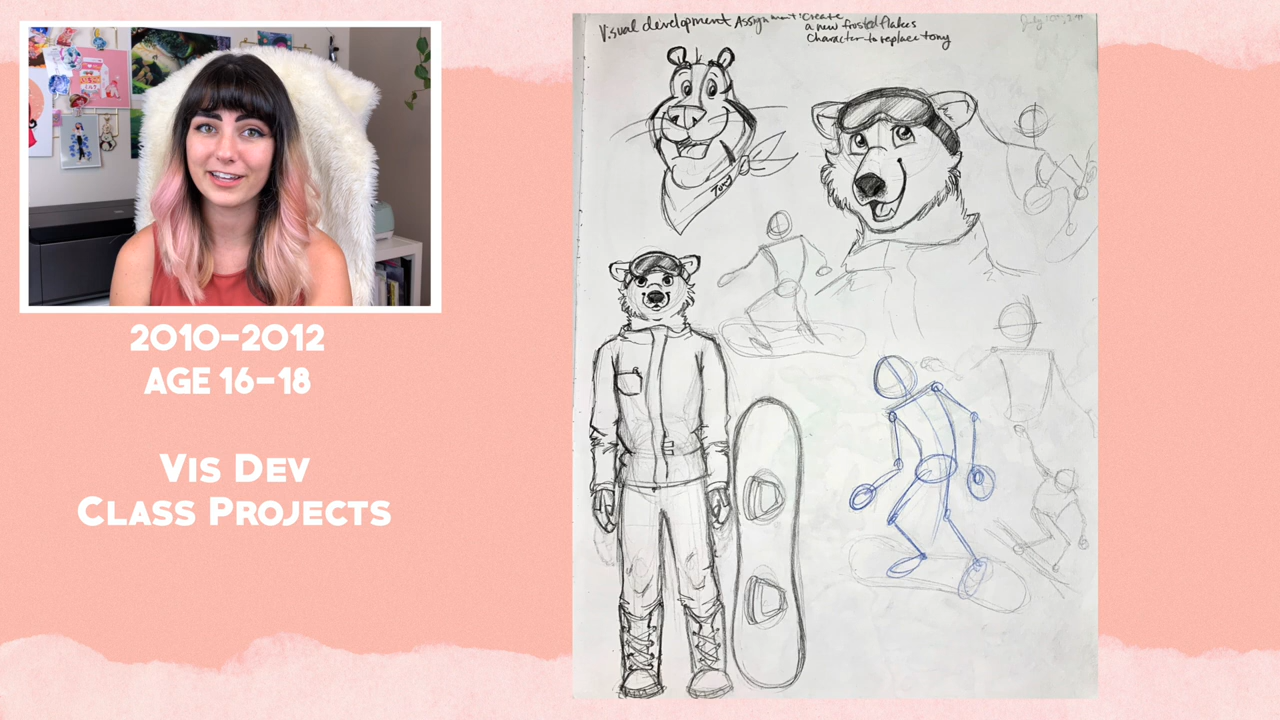 2010-2012
AGE 16-18
VIS DEV
CLASS PROJECTS
Visual development Assignment: Create
a new frosted flakes
Character to replace tony
Tony